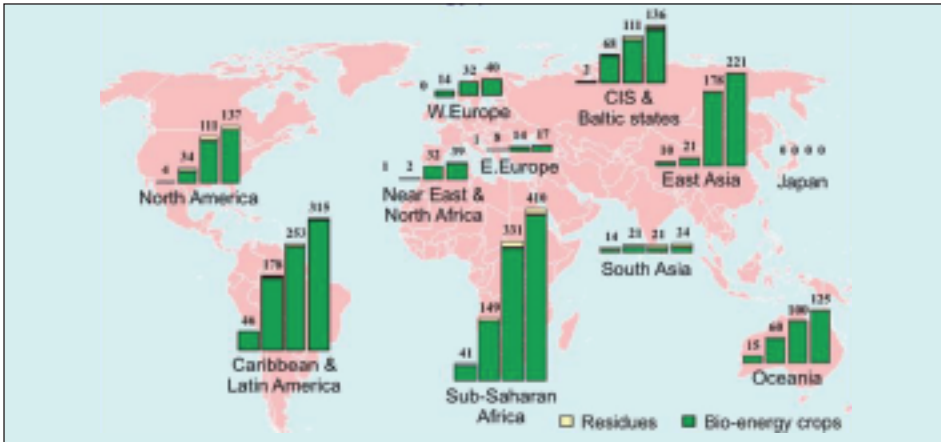 136
111
68
2
CIS &
Baltic states
0 14 32 40
W.Europe
221
178
10 21
East Asia
0 0 0 0
Japan
137
111
34
4
North America
1 8 14 17
E.Europe
1 2 32 39
Near East &
North Africa
315
253
178
46
Caribbean &
Latin America
410
331
149
41
Sub-Saharan
Africa
14 21 21 24
South Asia
125
100
60
15
Oceania
Residues
Bio-energy crops